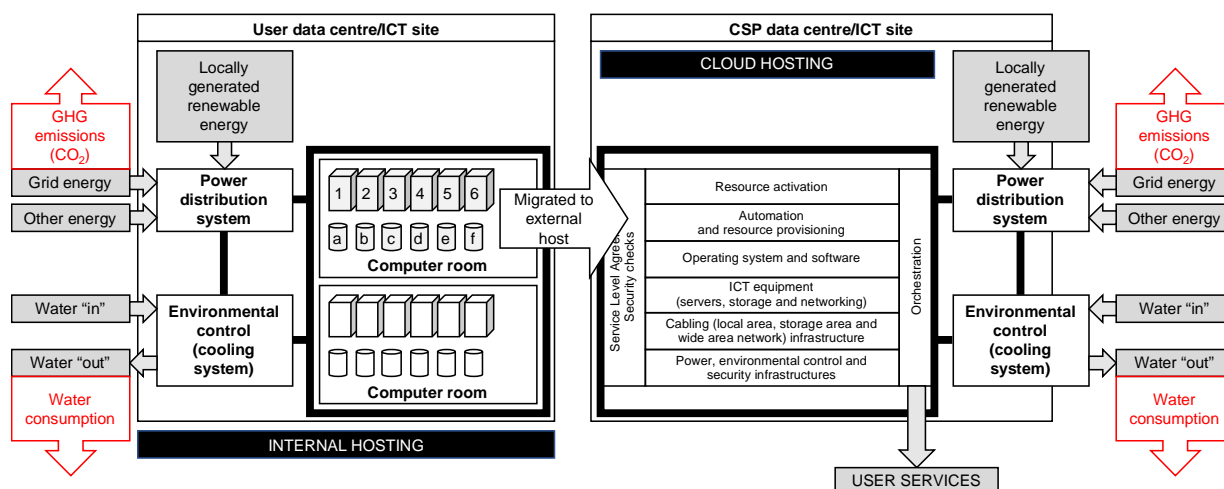 User data centre/ICT site
Locally
generated
renewable
energy
GHG
emissions
(CO₂)
Grid energy
Other energy
Power
distribution
system
Water “in”
Water “out”
Environmental
control
(cooling
system)
Water
consumption
1 2 3 4 5 6
a b c d e f
Computer room
Computer room
INTERNAL HOSTING
Migrated to
external
host
CSP data centre/ICT site
CLOUD HOSTING
Service Level
Security checks
Resource activation
Automation
and resource provisioning
Operating system and software
ICT equipment
(servers, storage and networking)
Cabling (local area, storage area and
wide area network) infrastructure
Power, environmental control and
security infrastructures
Orchestration
USER SERVICES
Locally
generated
renewable
energy
Power
distribution
system
Environmental
control
(cooling
system)
GHG
emissions
(CO₂)
Grid energy
Other energy
Water “in”
Water “out”
Water
consumption